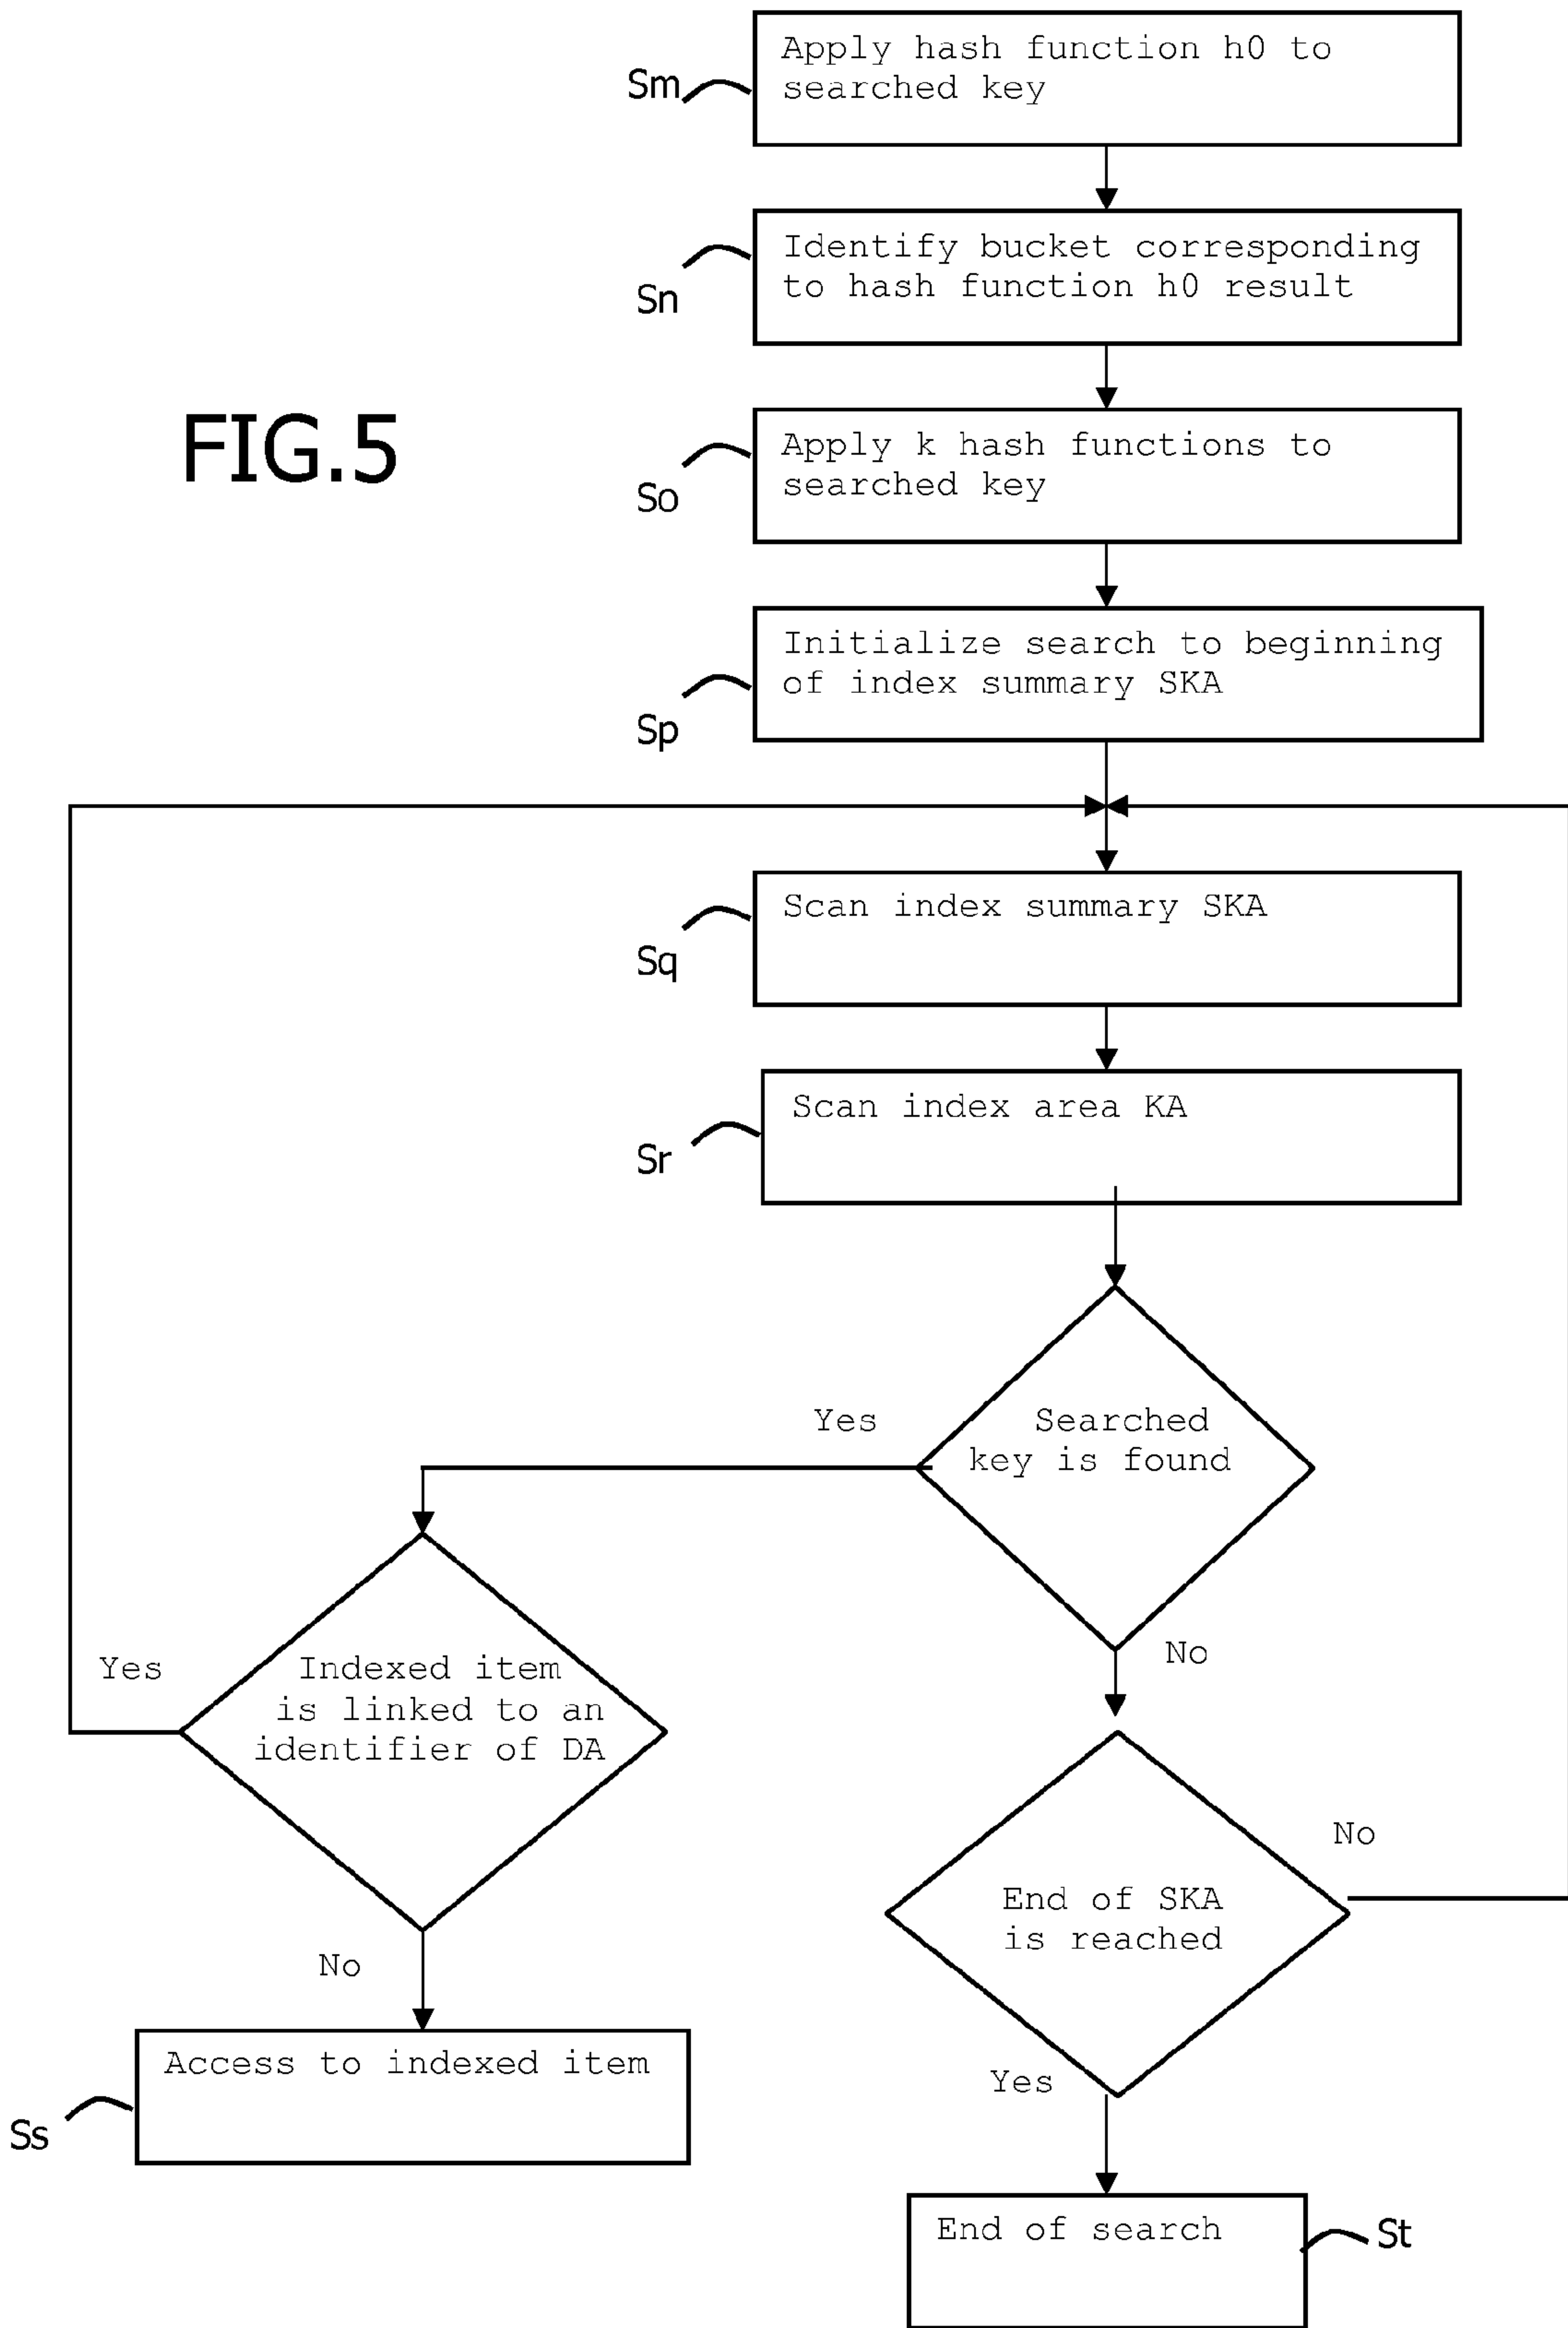 Apply hash function h0 to
searched key
Sm
Identify bucket corresponding
to hash function h0 result
Sn
FIG.5
Apply k hash functions to
searched key
So
Initialize search to beginning
of index summary SKA
Sp
Scan index summary SKA
Sq
Scan index area KA
Sr
Yes
Searched
key is found
No
Yes
Indexed item
is linked to an
identifier of DA
No
End of SKA
is reached
No
Access to indexed item
Ss
Yes
End of search
St